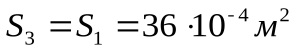 S₃ = S₁ = 36 · 10⁻⁴ м²